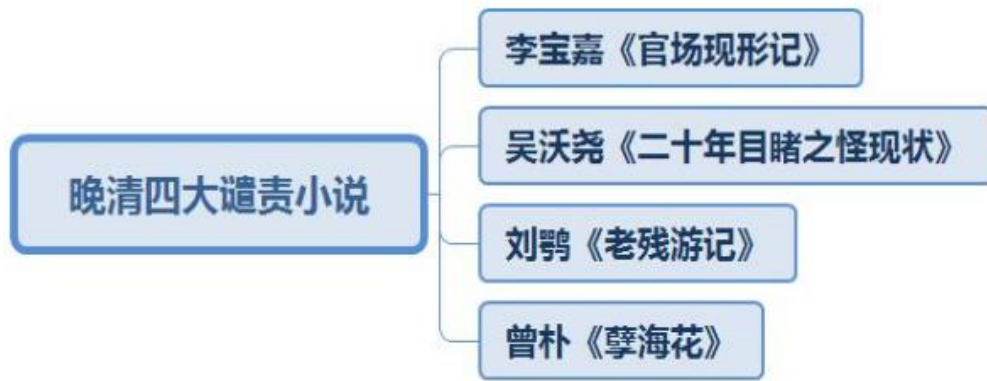 晚清四大谴责小说
李宝嘉《官场现形记》
吴沃尧《二十年目睹之怪现状》
刘鹗《老残游记》
曾朴《孽海花》